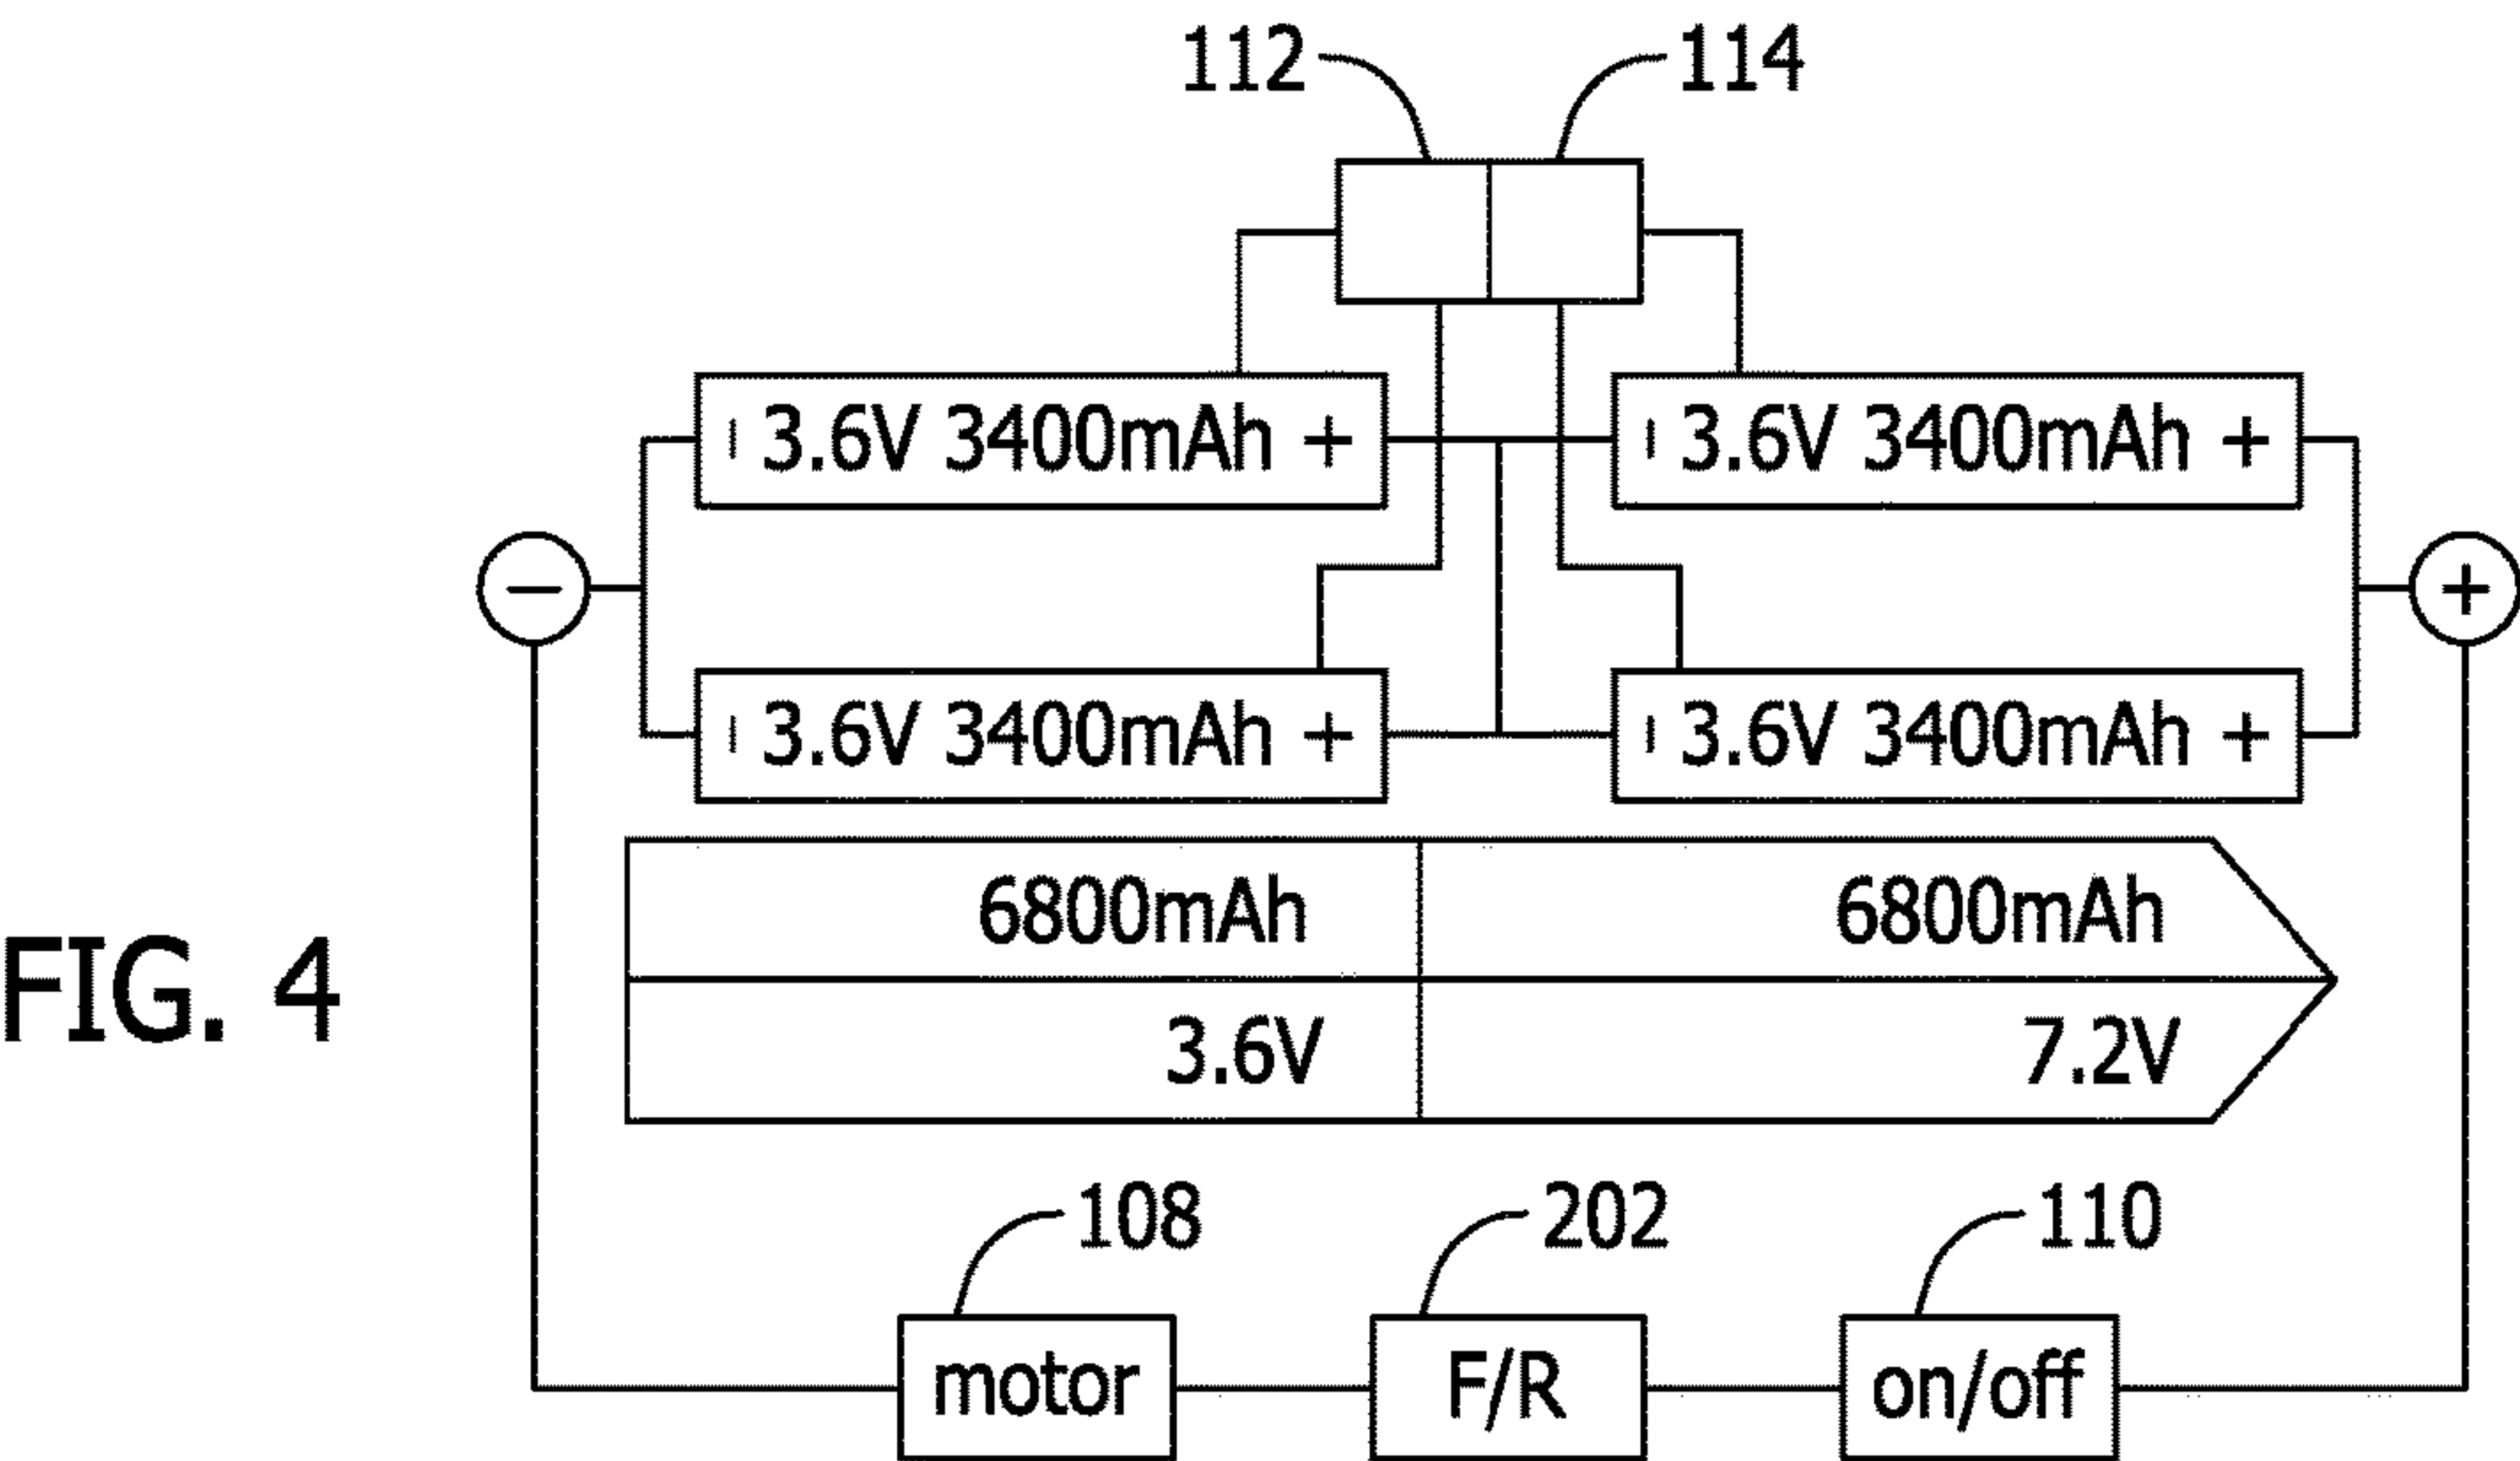 112 114
- 3.6V 3400mAh + - 3.6V 3400mAh +
− +
- 3.6V 3400mAh + - 3.6V 3400mAh +
6800mAh 6800mAh
FIG. 4
3.6V 7.2V
108 202 110
motor F/R on/off